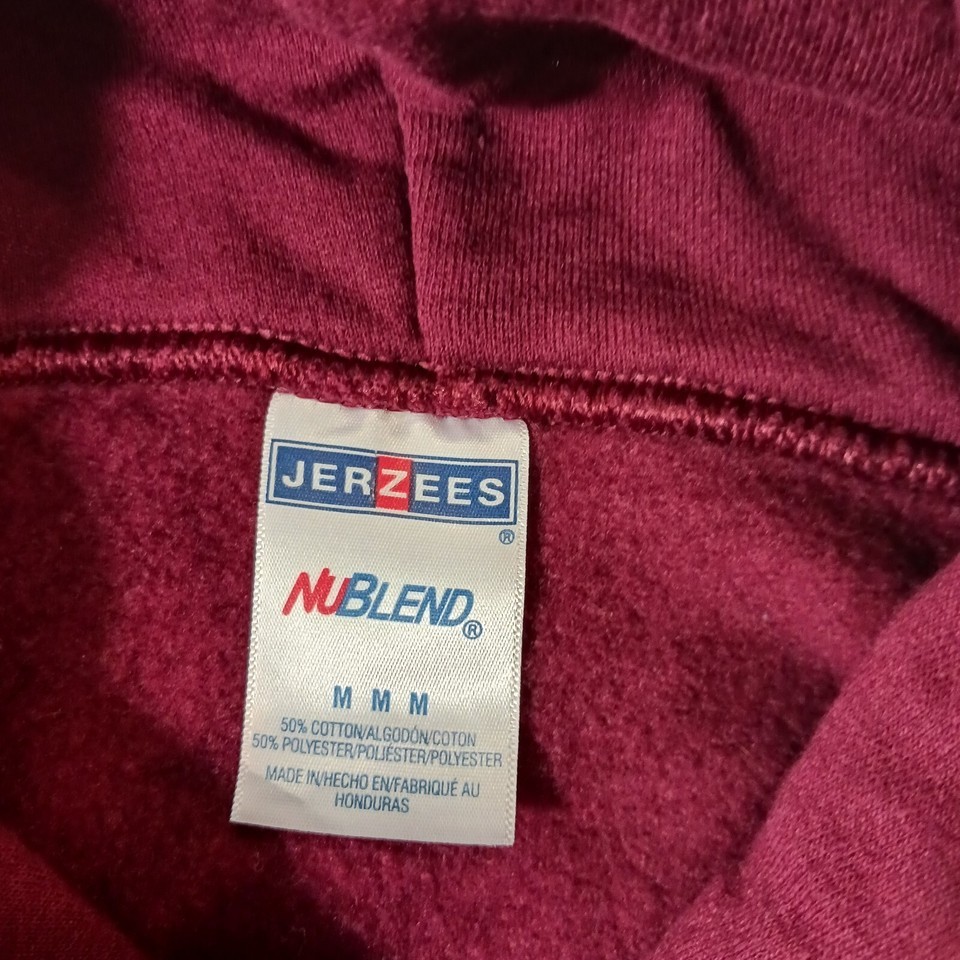 JERZEES
®
NUBLEND®
M M M
50% COTTON/ALGODÓN/COTON
50% POLYESTER/POLIÉSTER/POLYESTER
MADE IN/HECHO EN/FABRIQUÉ AU
HONDURAS